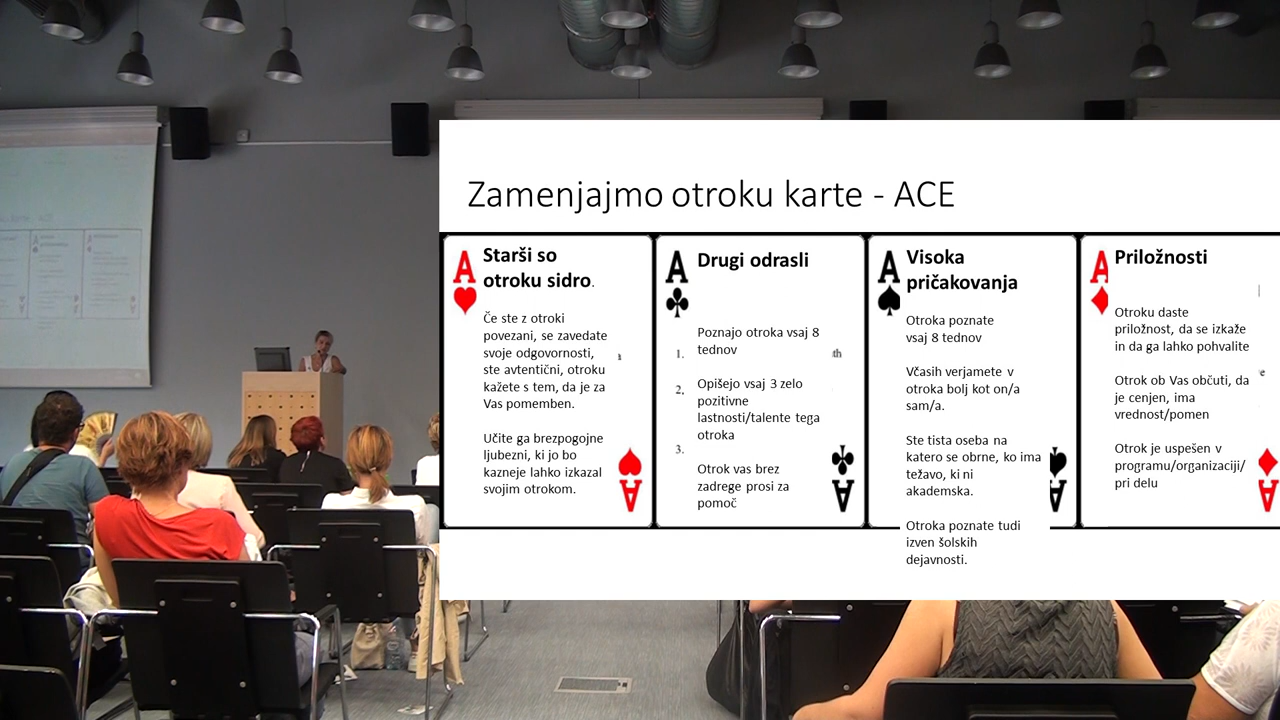 Zamenjajmo otroku karte - ACE
A
Starši so
otroku sidro.
Če ste z otroki
povezani, se zavedate
svoje odgovornosti,
ste avtentični, otroku
kažete s tem, da je za
Vas pomemben.
Učite ga brezpogojne
ljubezni, ki jo bo
kazneje lahko izkazal
svojim otrokom.
A
A
Drugi odrasli
1.
Poznajo otroka vsaj 8
tednov
2.
Opišejo vsaj 3 zelo
pozitivne
lastnosti/talente tega
otroka
3.
Otrok vas brez
zadrege prosi za
pomoč
th
A
A
Visoka
pričakovanja
Otroka poznate
vsaj 8 tednov
Včasih verjamete v
otroka bolj kot on/a
sam/a.
Ste tista oseba na
katero se obrne, ko ima
težavo, ki ni
akademska.
Otroka poznate tudi
izven šolskih
dejavnosti.
A
A
Priložnosti
Otroku daste
priložnost, da se izkaže
in da ga lahko pohvalite
Otrok ob Vas občuti, da
je cenjen, ima
vrednost/pomen
Otrok je uspešen v
programu/organizaciji/
pri delu
A